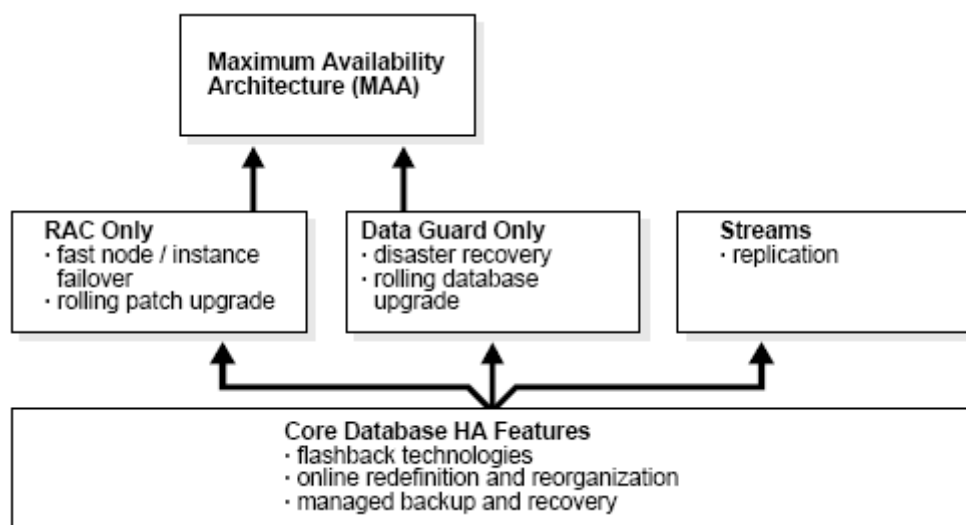 Maximum Availability
Architecture (MAA)
RAC Only
· fast node / instance
failover
· rolling patch upgrade
Data Guard Only
· disaster recovery
· rolling database
upgrade
Streams
· replication
Core Database HA Features
· flashback technologies
· online redefinition and reorganization
· managed backup and recovery